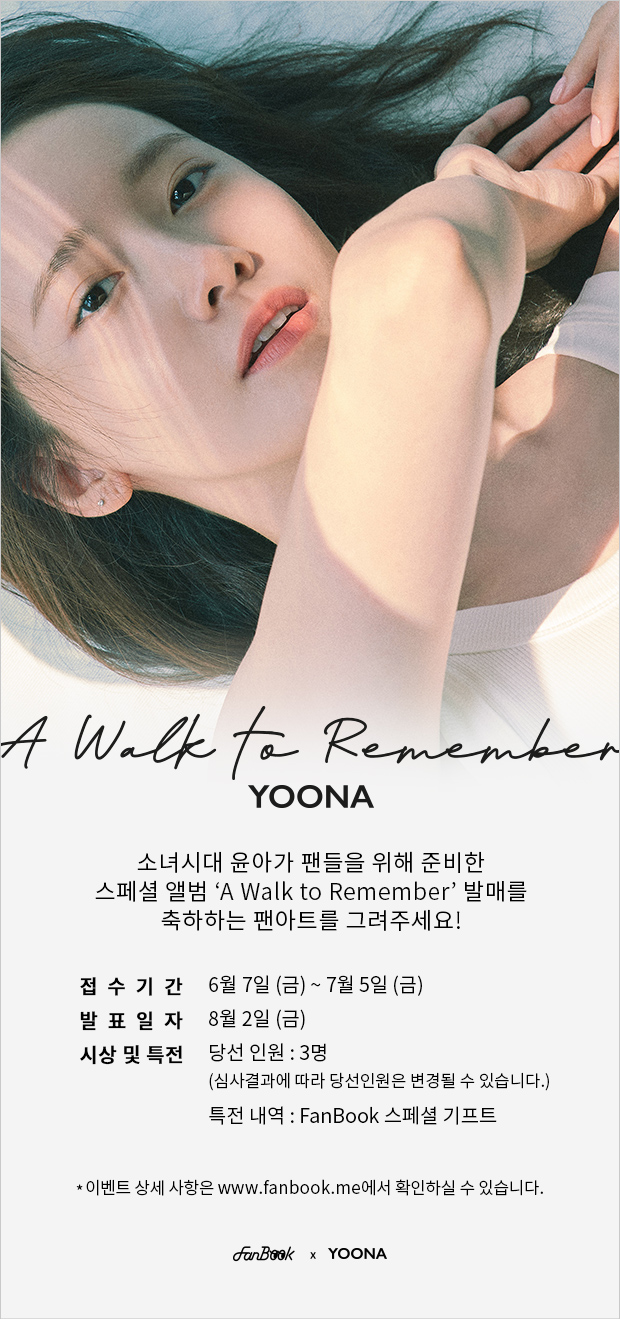 A Walk to Remember
YOONA
소녀시대 윤아가 팬들을 위해 준비한
스페셜 앨범 ‘A Walk to Remember’ 발매를
축하하는 팬아트를 그려주세요!
접 수 기 간 6월 7일 (금) ~ 7월 5일 (금)
발 표 일 자 8월 2일 (금)
시상 및 특전 당선 인원 : 3명
(심사결과에 따라 당선인원은 변경될 수 있습니다.)
특전 내역 : FanBook 스페셜 기프트
* 이벤트 상세 사항은 www.fanbook.me에서 확인하실 수 있습니다.
FanBook x YOONA